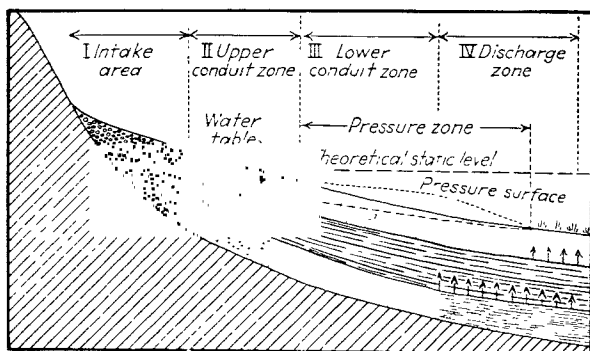 I Intake
area
II Upper
conduit zone
III Lower
conduit zone
IV Discharge
zone
Water
table
Pressure zone
Theoretical static level
Pressure surface